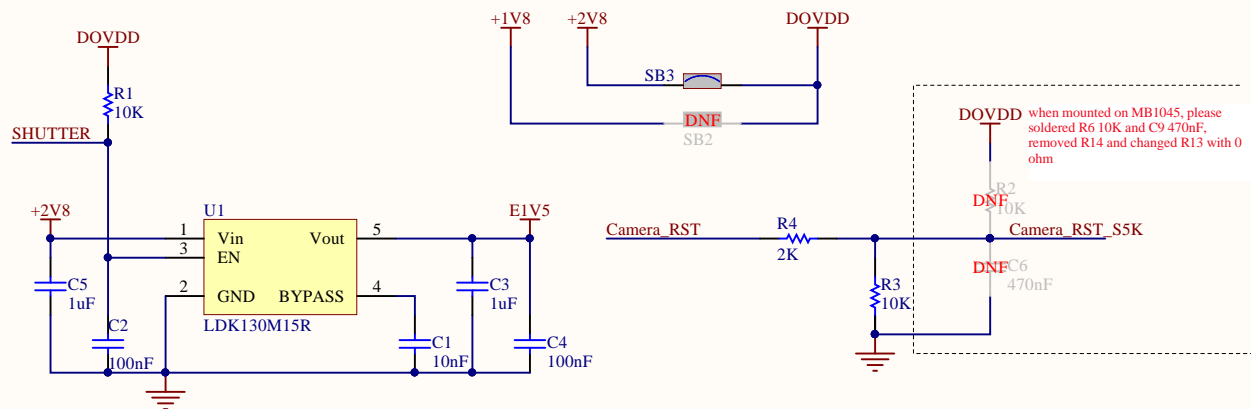 +1V8
+2V8
DOVDD
DOVDD
SB3
R1
10K
DNF
SB2
SHUTTER
DOVDD
when mounted on MB1045, please
soldered R6 10K and C9 470nF,
removed R14 and changed R13 with 0
ohm
R2
DNF
10K
+2V8
U1
E1V5
1
Vin
Vout
5
3
EN
2
GND
BYPASS
4
LDK130M15R
C5
1uF
C2
100nF
C3
1uF
C1
10nF
C4
100nF
Camera_RST
R4
2K
Camera_RST_S5K
DNF
C6
470nF
R3
10K